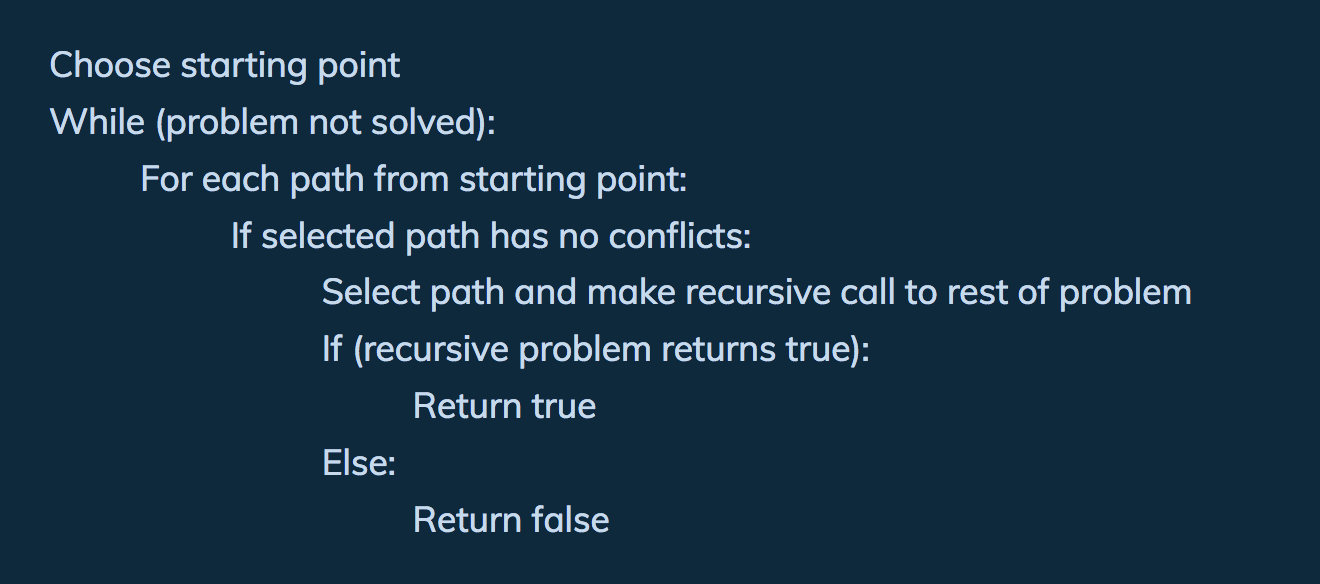 Choose starting point
While (problem not solved):
For each path from starting point:
If selected path has no conflicts:
Select path and make recursive call to rest of problem
If (recursive problem returns true):
Return true
Else:
Return false